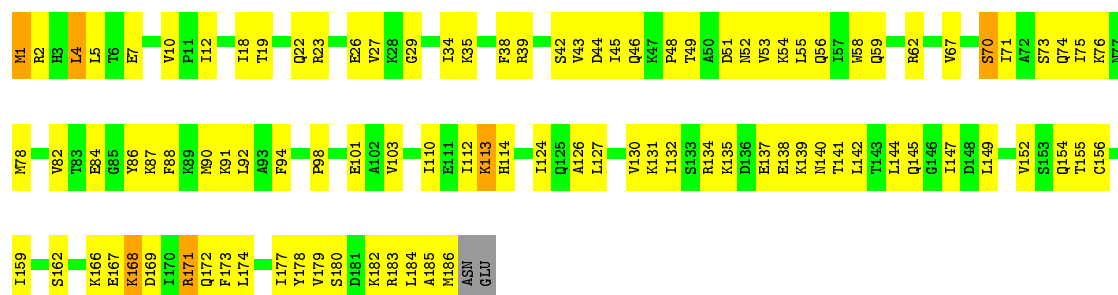 M1 R2 H3 L4 L5 T6 E7 V10 P11 I12 I18 T19 Q22 R23 E26 V27 K28 G29 I34 K35 F38 R39 S42 V43 D44 I45 Q46 K47 P48 T49 A50 D51 N52 V53 K54 L55 Q56 I57 W58 Q59 R62 V67 S70 I71 A72 S73 Q74 I75 K76 N77
M78 V82 T83 E84 G85 Y86 K87 F88 K89 M90 K91 L92 A93 F94 P98 E101 A102 V103 I110 E111 I112 K113 H114 I124 Q125 A126 L127 V130 K131 I132 S133 R134 K135 D136 E137 E138 K139 N140 T141 L142 T143 L144 Q145 G146 I147 D148 L149 V152 S153 Q154 T155 C156
I159 S162 K166 E167 K168 D169 I170 R171 Q172 F173 L174 I177 Y178 V179 S180 D181 K182 R183 L184 A185 M186 ASN GLU